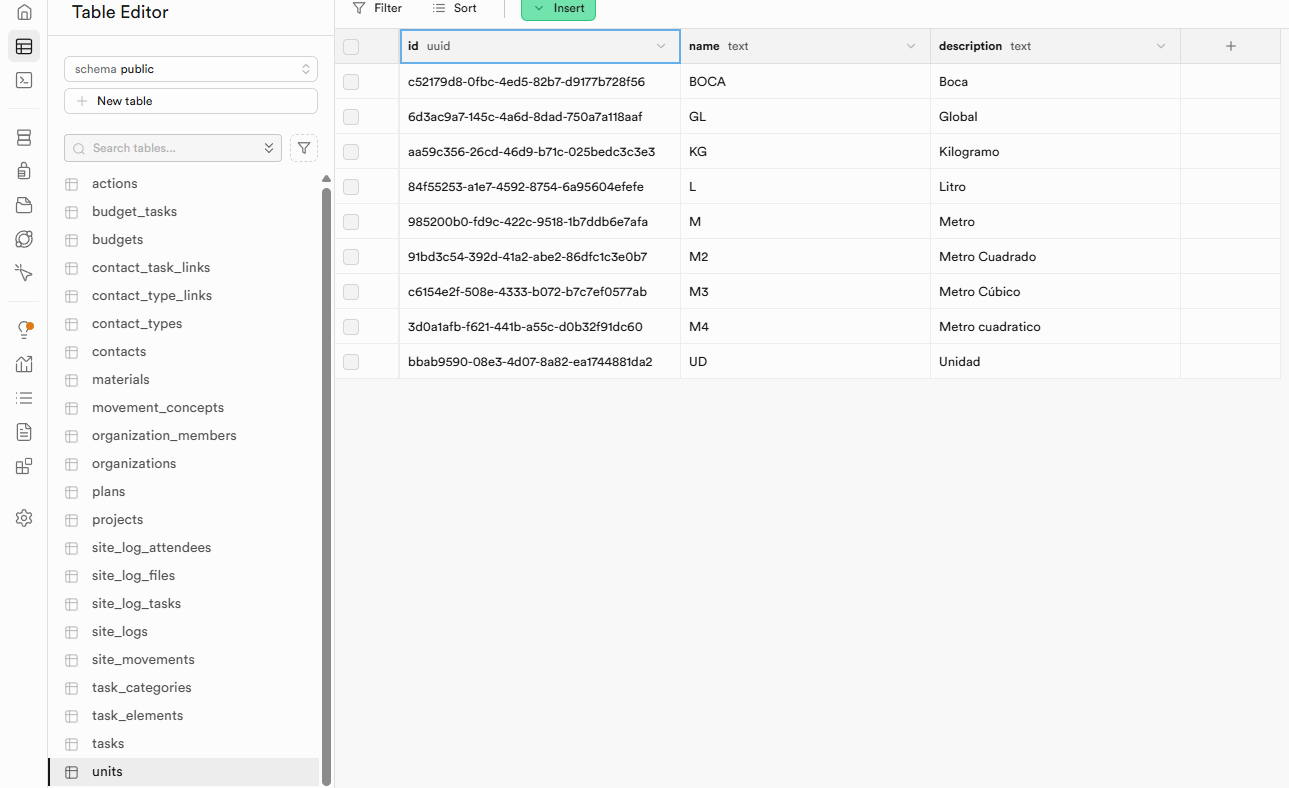 Table Editor
schema public
New table
Search tables...
actions
budget_tasks
budgets
contact_task_links
contact_type_links
contact_types
contacts
materials
movement_concepts
organization_members
organizations
plans
projects
site_log_attendees
site_log_files
site_log_tasks
site_logs
site_movements
task_categories
task_elements
tasks
units
Filter Sort Insert
id uuid name text description text
c52179d8-0fbc-4ed5-82b7-d9177b728f56 BOCA Boca
6d3ac9a7-145c-4a6d-8dad-750a7a118aaf GL Global
aa59c356-26cd-46d9-b71c-025bedc3c3e3 KG Kilogramo
84f55253-a1e7-4592-8754-6a95604efefe L Litro
985200b0-fd9c-422c-9518-1b7ddb6e7afa M Metro
91bd3c54-392d-41a2-abe2-86dfc1c3e0b7 M2 Metro Cuadrado
c6154e2f-508e-4333-b072-b7c7ef0577ab M3 Metro Cúbico
3d0a1afb-f621-441b-a55c-d0b32f91dc60 M4 Metro cuadratico
bbab9590-08e3-4d07-8a82-ea1744881da2 UD Unidad